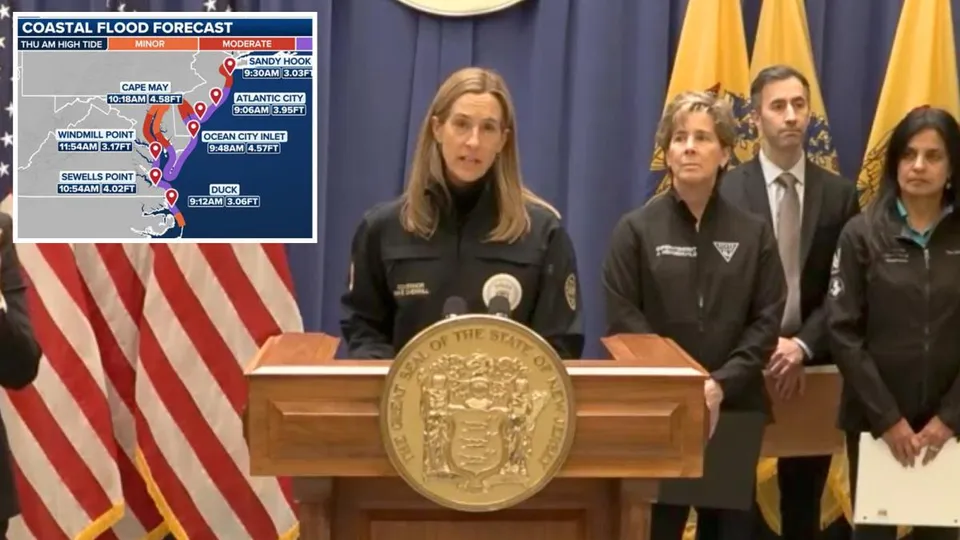 COASTAL FLOOD FORECAST
THU AM HIGH TIDE MINOR MODERATE
SANDY HOOK
9:30AM 3.03FT
CAPE MAY
10:18AM 4.58FT
ATLANTIC CITY
9:06AM 3.95FT
WINDMILL POINT
11:54AM 3.17FT
OCEAN CITY INLET
9:48AM 4.57FT
SEWELLS POINT
10:54AM 4.02FT
DUCK
9:12AM 3.06FT
GOVERNOR
THE GREAT SEAL OF THE STATE OF NEW JERSEY